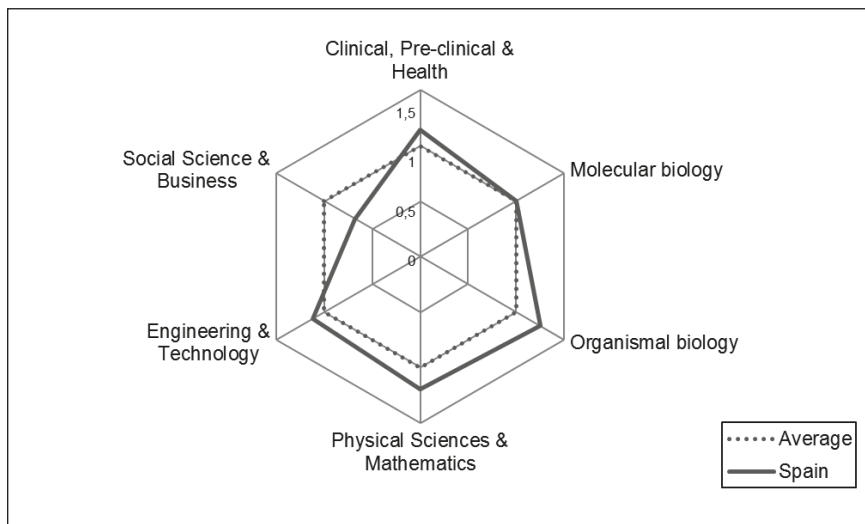 Clinical, Pre-clinical &
Health
1,5
Social Science &
Business
1
Molecular biology
0,5
0
Engineering &
Technology
Organismal biology
Physical Sciences &
Mathematics
Average
Spain